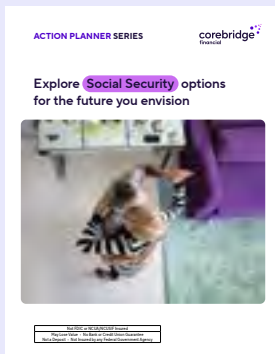 ACTION PLANNER SERIES
corebridge
financial
Explore Social Security options
for the future you envision
Not FDIC or NCUA/NCUSIF Insured
May Lose Value • No Bank or Credit Union Guarantee
Not a Deposit • Not Insured by any Federal Government Agency